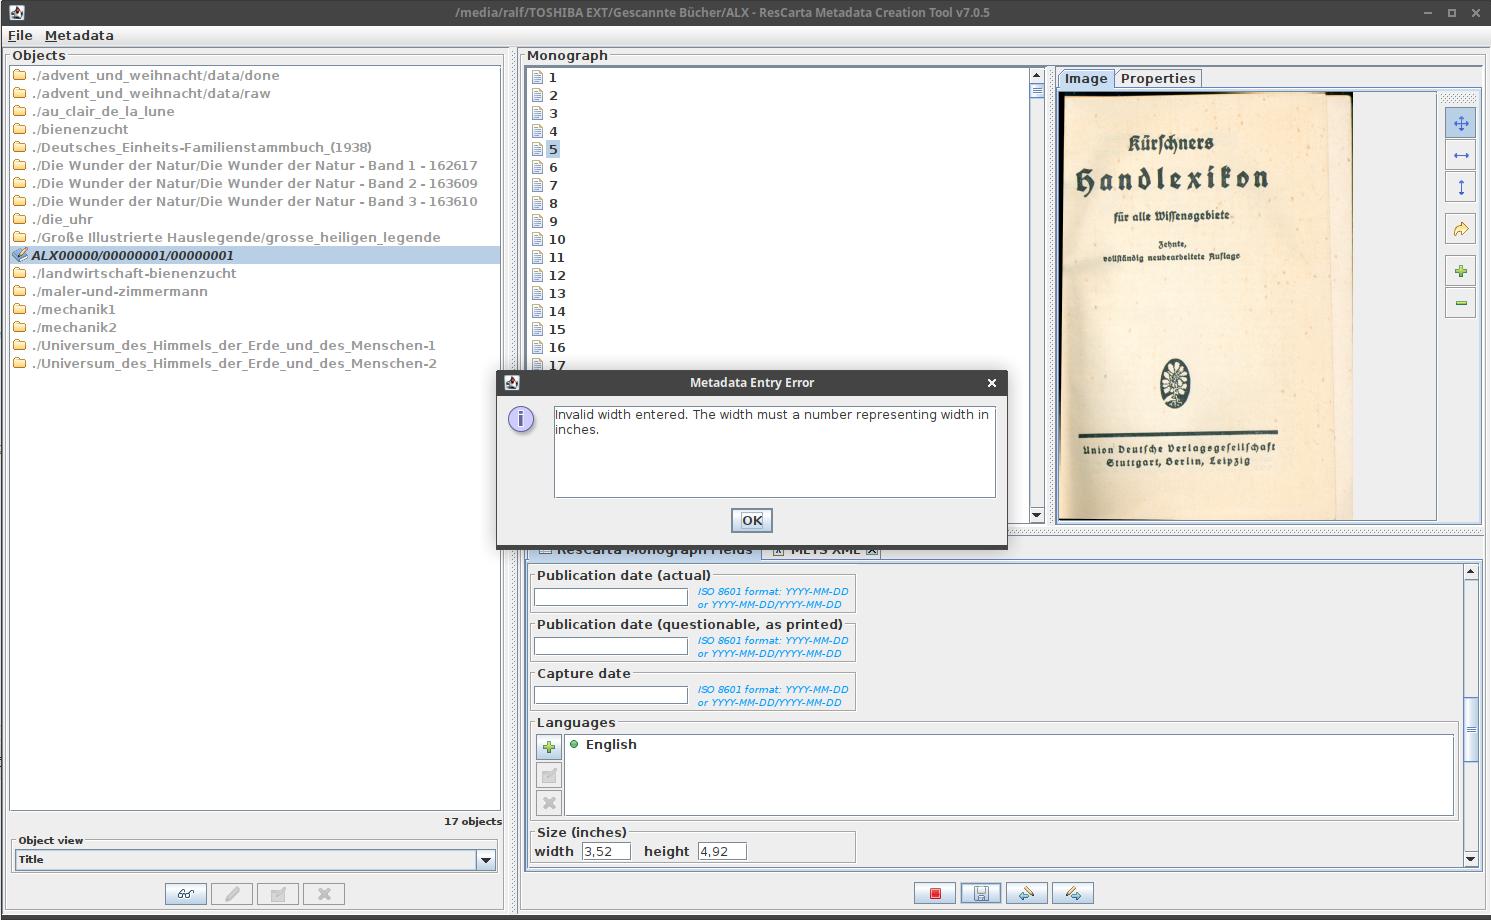 /media/ralf/TOSHIBA EXT/Gescannte Bücher/ALX - ResCarta Metadata Creation Tool v7.0.5
File Metadata
Objects
./advent_und_weihnacht/data/done
./advent_und_weihnacht/data/raw
./au_clair_de_la_lune
./bienenzucht
./Deutsches_Einheits-Familienstammbuch_(1938)
./Die Wunder der Natur/Die Wunder der Natur - Band 1 - 162617
./Die Wunder der Natur/Die Wunder der Natur - Band 2 - 163609
./Die Wunder der Natur/Die Wunder der Natur - Band 3 - 163610
./die_uhr
./Große Illustrierte Hauslegende/grosse_heiligen_legende
ALX00000/00000001/00000001
./landwirtschaft-bienenzucht
./maler-und-zimmermann
./mechanik1
./mechanik2
./Universum_des_Himmels_der_Erde_und_des_Menschen-1
./Universum_des_Himmels_der_Erde_und_des_Menschen-2
17 objects
Object view
Title
Monograph
1
2
3
4
5
6
7
8
9
10
11
12
13
14
15
16
17
Image Properties
Kürschners
Handlexikon
für alle Wissensgebiete
Zehnte,
vollständig neubearbeitete Auflage
Union Deutsche Verlagsgesellschaft
Stuttgart, Berlin, Leipzig
Metadata Entry Error
Invalid width entered. The width must a number representing width in
inches.
OK
ResCarta Monograph Fields METS XML
Publication date (actual)
ISO 8601 format: YYYY-MM-DD
or YYYY-MM-DD/YYYY-MM-DD
Publication date (questionable, as printed)
ISO 8601 format: YYYY-MM-DD
or YYYY-MM-DD/YYYY-MM-DD
Capture date
ISO 8601 format: YYYY-MM-DD
or YYYY-MM-DD/YYYY-MM-DD
Languages
English
Size (inches)
width 3,52 height 4,92